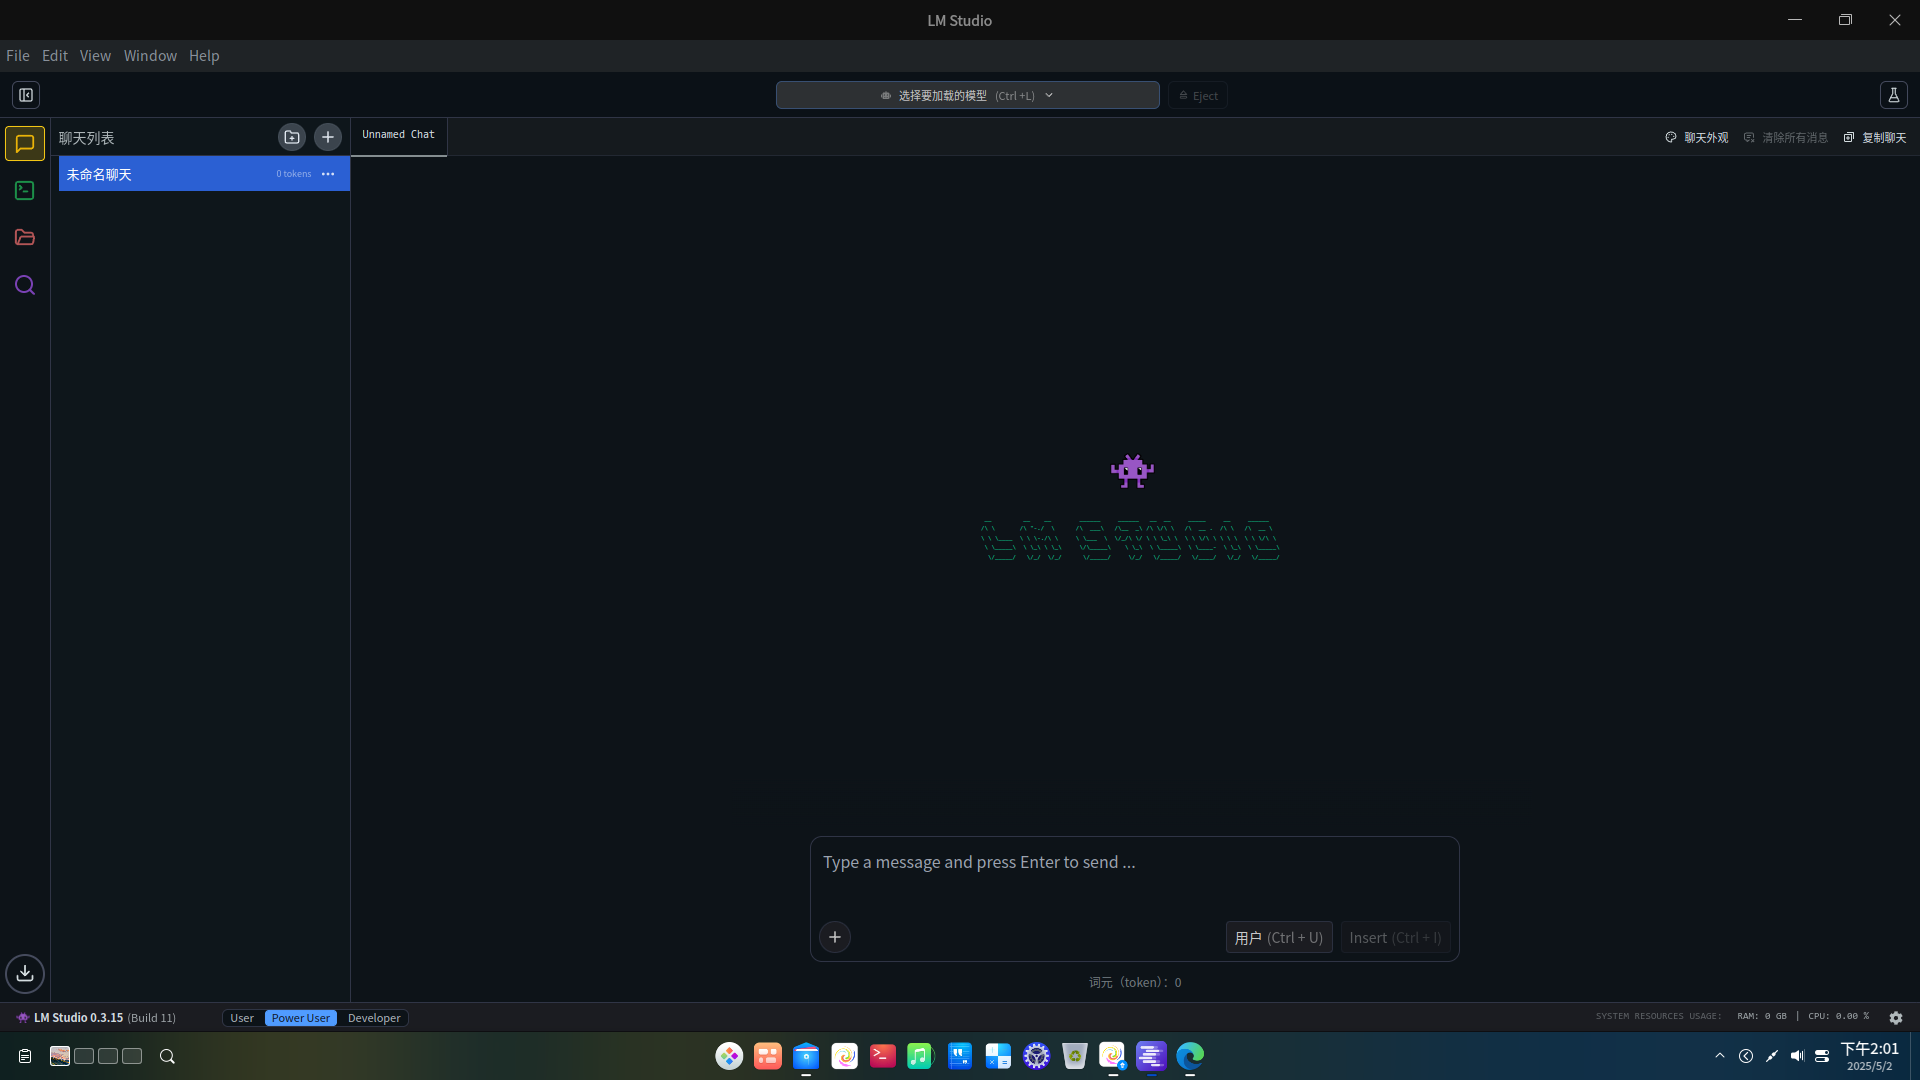 LM Studio
File Edit View Window Help
选择要加载的模型 (Ctrl +L)
Eject
聊天列表
Unnamed Chat
聊天外观
清除所有消息
复制聊天
未命名聊天
0 tokens
LM STUDIO
Type a message and press Enter to send ...
用户 (Ctrl + U)
Insert (Ctrl + I)
词元（token）：0
LM Studio 0.3.15 (Build 11)
User Power User Developer
SYSTEM RESOURCES USAGE: RAM: 0 GB | CPU: 0.00 %
下午2:01
2025/5/2